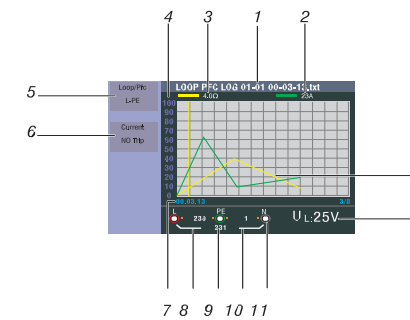 4 3 1 2
5
Loop/Pfc
L-PE
LOOP PFC LOG 01-01 00-03-13.txt
4.0Ω 23A
100
90
80
70
60
50
40
30
20
10
0
6
Current
NO Trip
00.03.13 3/8
L PE N
230 1
231
UL:25V
7 8 9 10 11